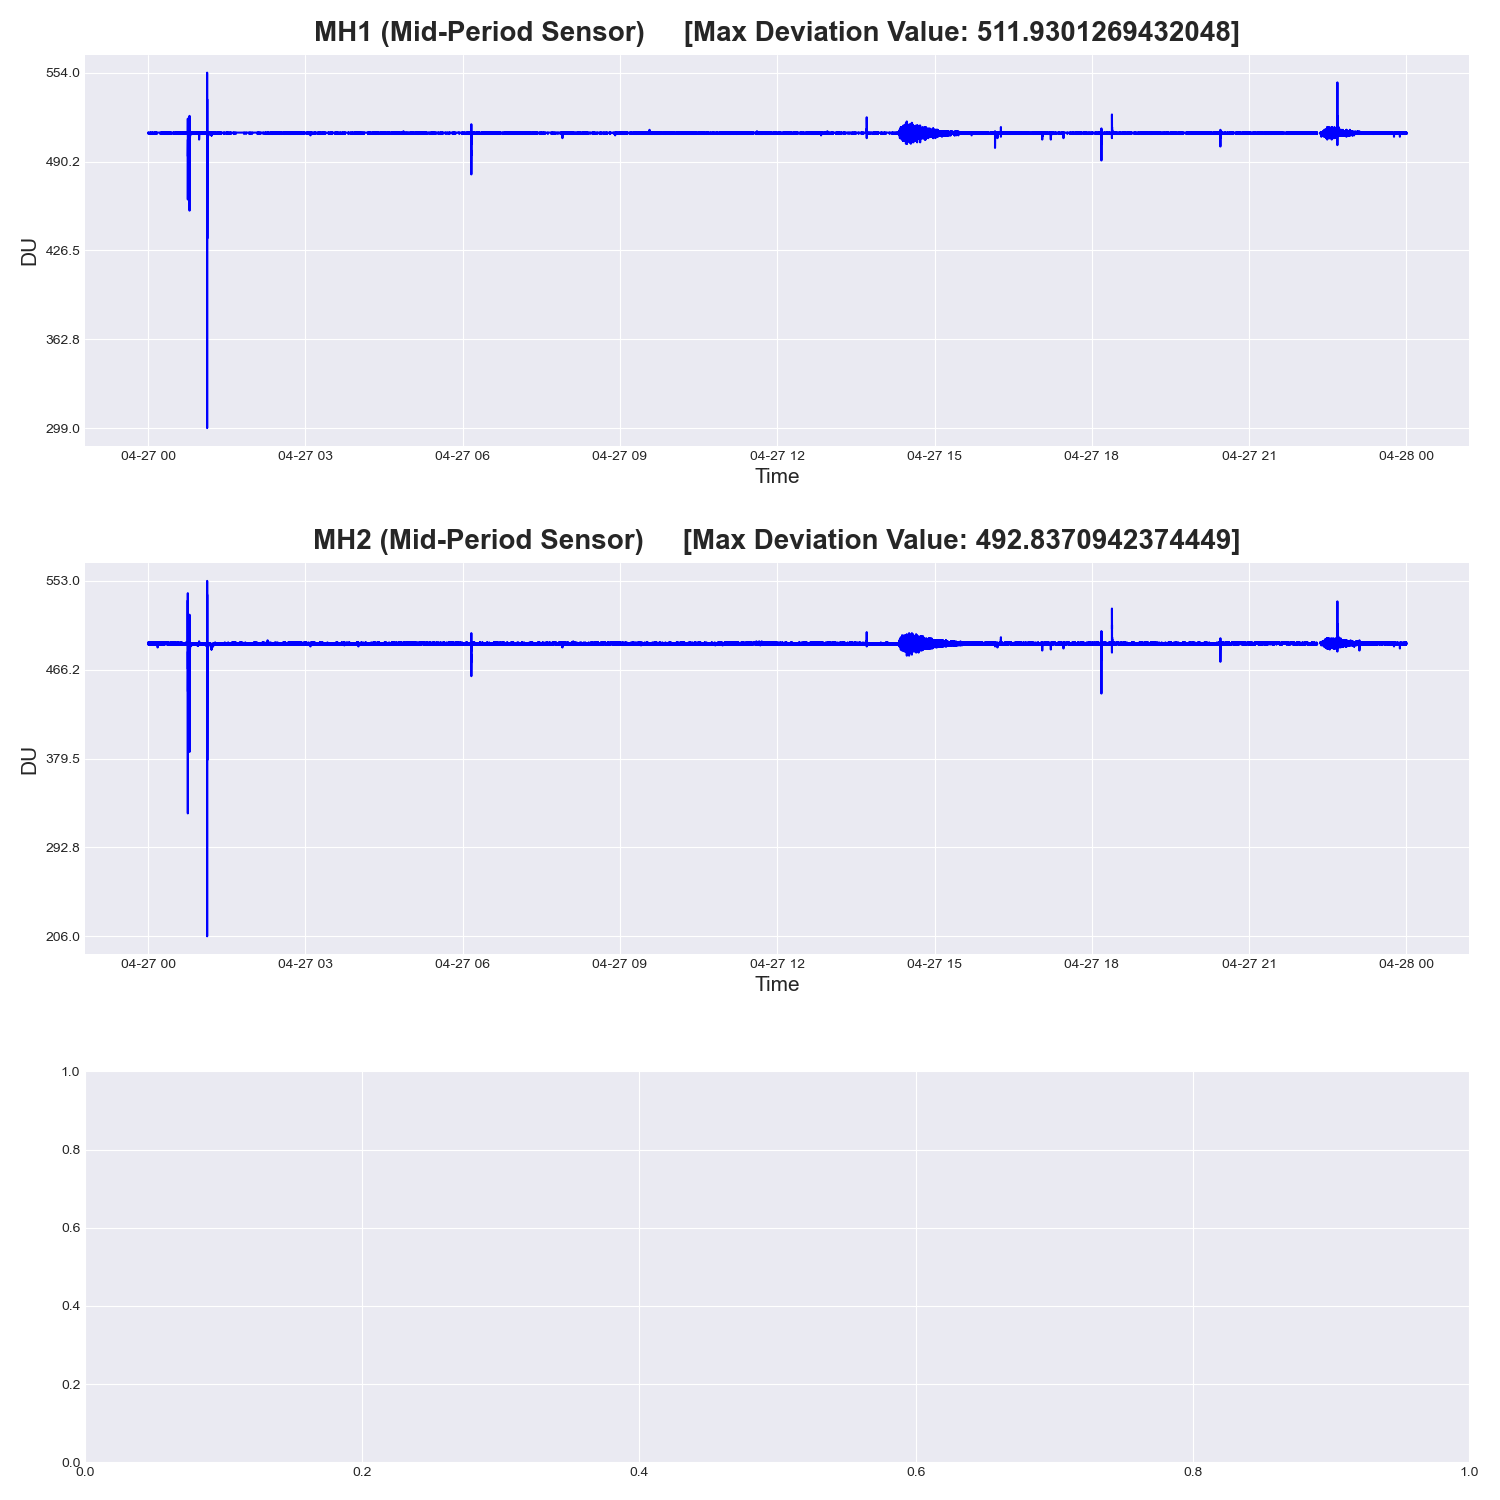 MH1 (Mid-Period Sensor) [Max Deviation Value: 511.9301269432048]
554.0
490.2
426.5
362.8
299.0
DU
04-27 00 04-27 03 04-27 06 04-27 09 04-27 12 04-27 15 04-27 18 04-27 21 04-28 00
Time
MH2 (Mid-Period Sensor) [Max Deviation Value: 492.8370942374449]
553.0
466.2
379.5
292.8
206.0
DU
04-27 00 04-27 03 04-27 06 04-27 09 04-27 12 04-27 15 04-27 18 04-27 21 04-28 00
Time
1.0
0.8
0.6
0.4
0.2
0.0
0.0 0.2 0.4 0.6 0.8 1.0